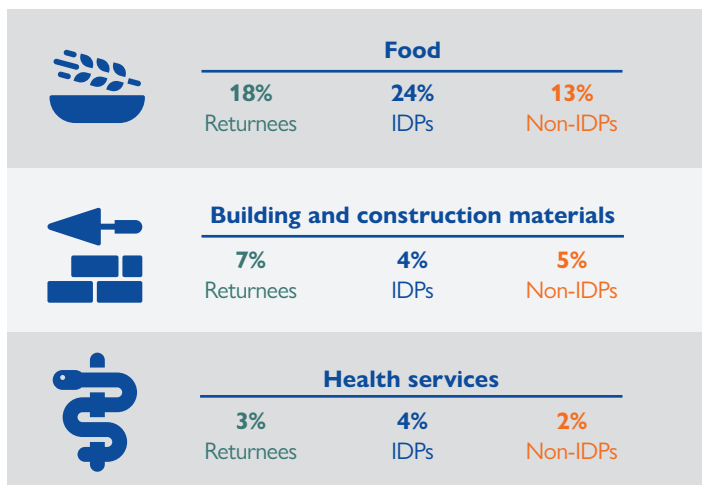 Food
18% 24% 13%
Returnees IDPs Non-IDPs
Building and construction materials
7% 4% 5%
Returnees IDPs Non-IDPs
Health services
3% 4% 2%
Returnees IDPs Non-IDPs